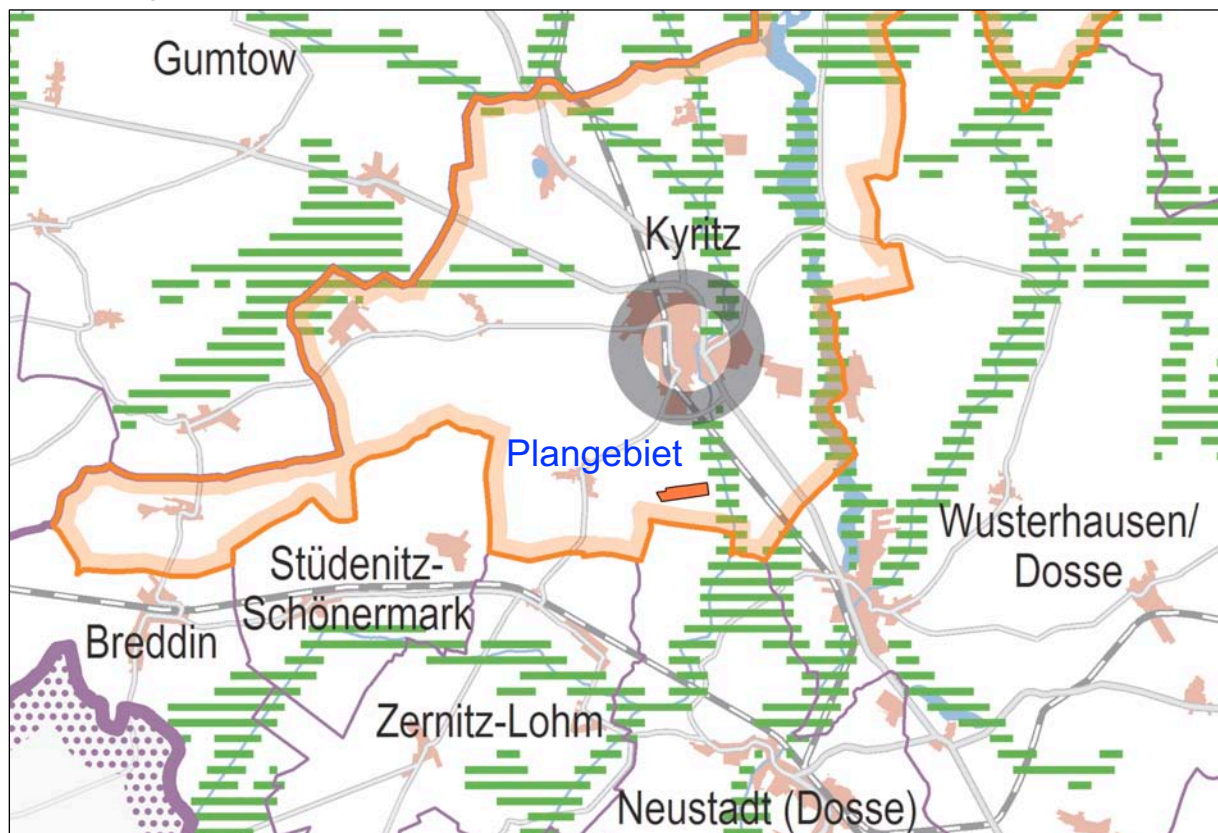 Gumtow
Kyritz
Plangebiet
Wusterhausen/
Dosse
Stüdenitz-
Schönermark
Breddin
Zernitz-Lohm
Neustadt (Dosse)